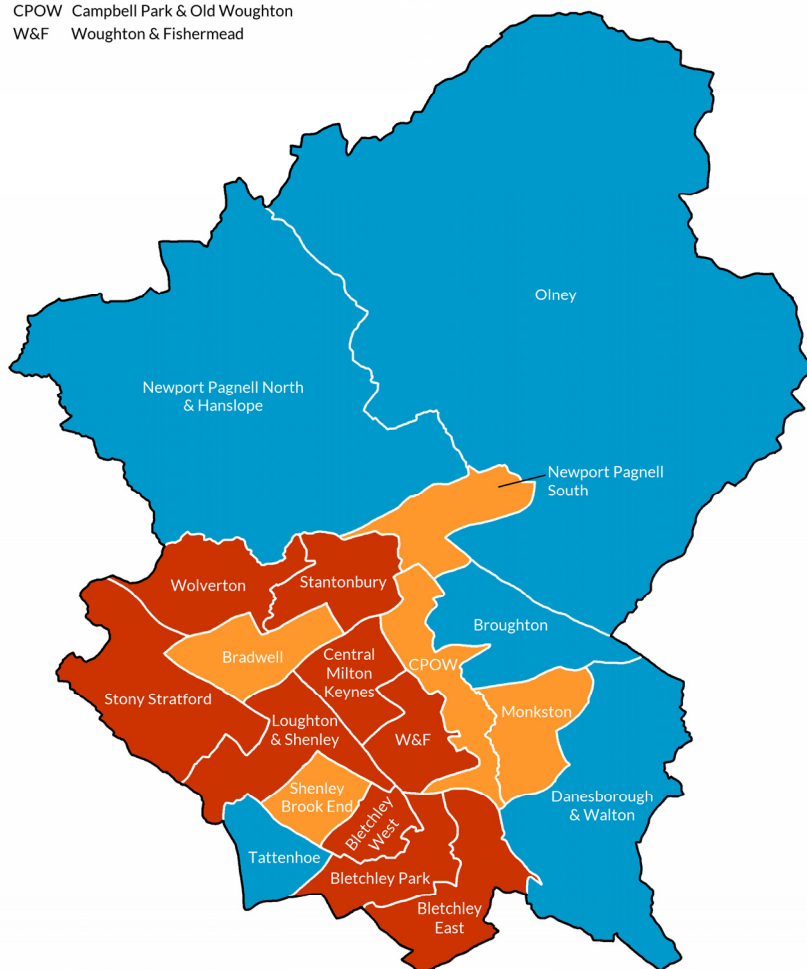 CPOW Campbell Park & Old Woughton
W&F Woughton & Fishermead
Olney
Newport Pagnell North
& Hanslope
Newport Pagnell
South
Wolverton
Stantonbury
Broughton
Bradwell
Central
Milton
Keynes
CPOW
Stony Stratford
Monkston
Loughton
& Shenley
W&F
Shenley
Brook End
Danesborough
& Walton
Bletchley
West
Tattenhoe
Bletchley Park
Bletchley
East